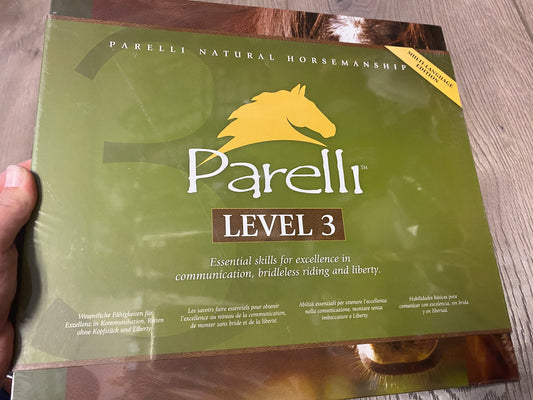 PARELLI NATURAL HORSEMANSHIP
MULTI-LANGUAGE
EDITION
3
Parelli™
LEVEL 3
Essential skills for excellence in
communication, bridleless riding and liberty.
Wesentliche Fähigkeiten für
Exzellenz in Kommunikation, Reiten
ohne Kopfstück und Liberty
Les savoirs faire essentiels pour obtenir
l'excellence au niveau de la communication,
de monter sans bride et de la liberté.
Abilità essenziali per ottenere l'eccellenza
nella comunicazione, montare senza
imboccatura e Liberty
Habilidades básicas para
comunicar con excelencia, sin brida
y en libertad.